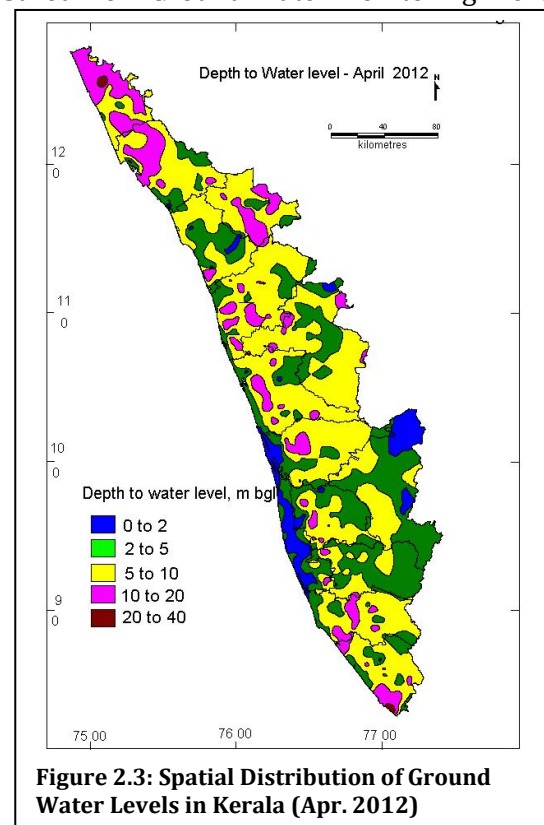 Depth to Water level - April 2012
N
0 40 80
kilometres
12
0
11
0
10
0
9
0
Depth to water level, m bgl
0 to 2
2 to 5
5 to 10
10 to 20
20 to 40
75 00 76 00 77 00
Figure 2.3: Spatial Distribution of Ground
Water Levels in Kerala (Apr. 2012)